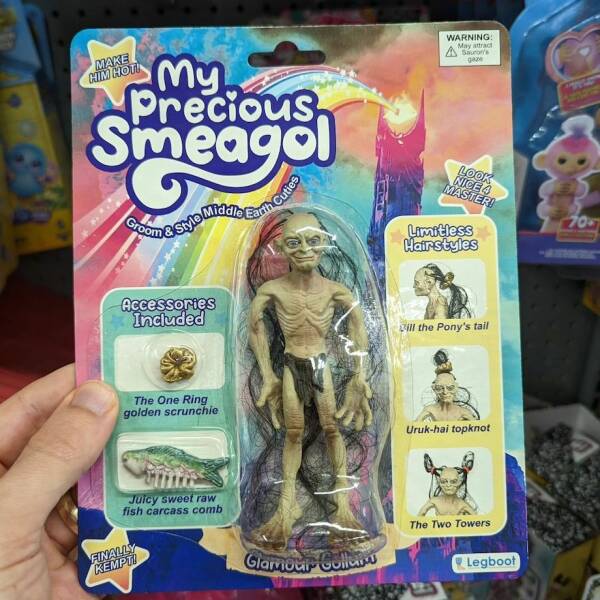 MAKE
HIM HOT!
My
Precious
Smeagol
Groom & Style Middle Earth Cuties
WARNING:
May attract
Sauron's
gaze
LOOK
NICE 4
MASTER!
Accessories
Included
The One Ring
golden scrunchie
Juicy sweet raw
fish carcass comb
Limitless
Hairstyles
Bill the Pony's tail
Uruk-hai topknot
The Two Towers
FINALLY
KEMPT!
Glamour Gollum
Legboot
70+